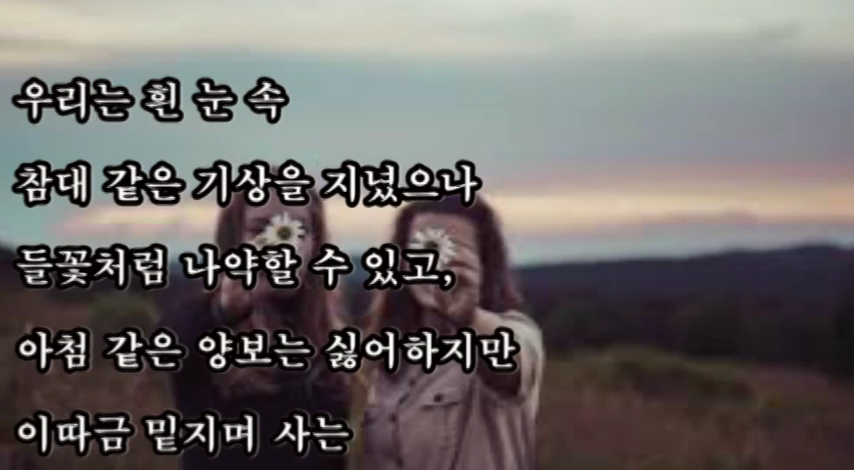 우리는 흰 눈 속
참대 같은 기상을 지녔으나
들꽃처럼 나약할 수 있고,
아첨 같은 양보는 싫어하지만
이따금 밑지며 사는